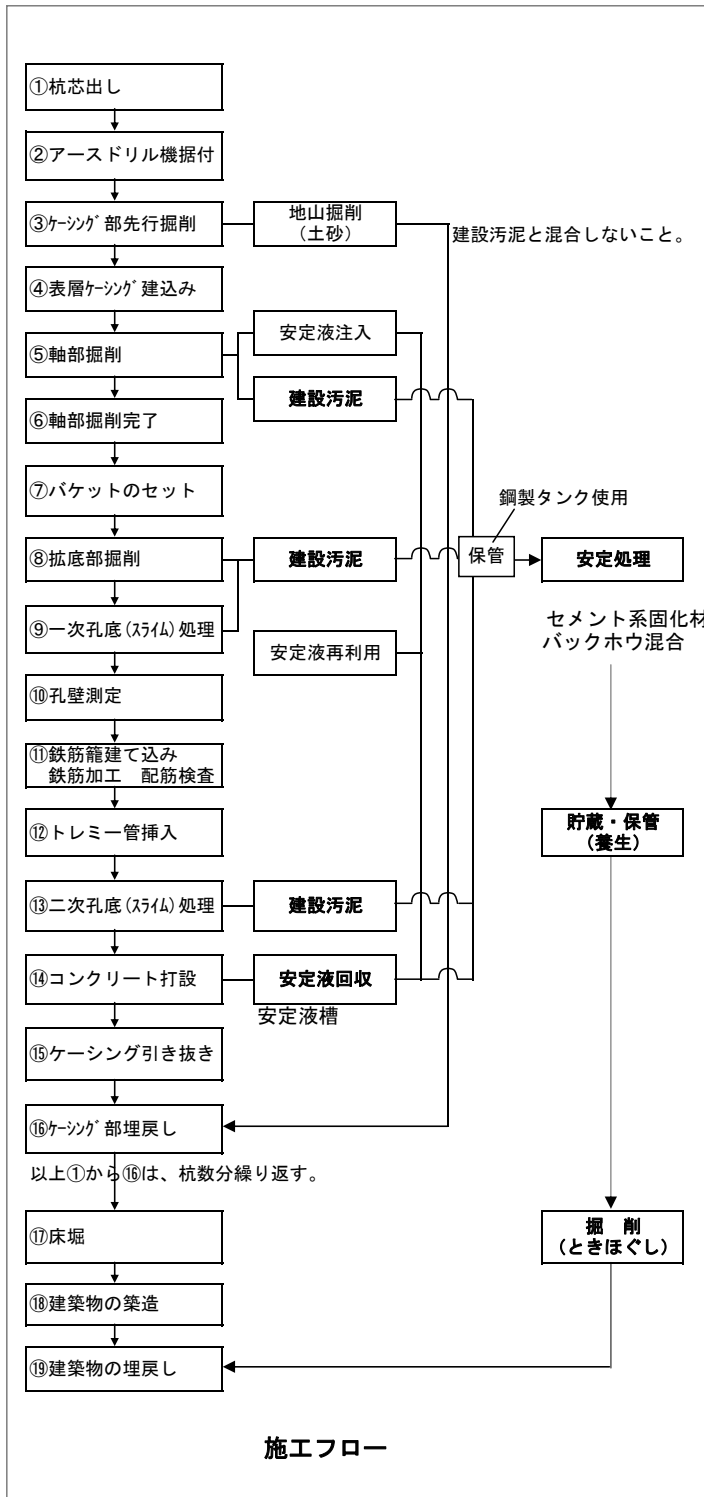 ①杭芯出し
②アースドリル機据付
③ｹｰｼﾝｸﾞ部先行掘削
地山掘削
（土砂）
建設汚泥と混合しないこと。
④表層ｹｰｼﾝｸﾞ建込み
⑤軸部掘削
安定液注入
建設汚泥
⑥軸部掘削完了
⑦バケットのセット
鋼製タンク使用
⑧拡底部掘削
建設汚泥
保管
安定処理
⑨一次孔底(ｽﾗｲﾑ)処理
安定液再利用
セメント系固化材
バックホウ混合
⑩孔壁測定
⑪鉄筋籠建て込み
鉄筋加工　配筋検査
⑫トレミー管挿入
貯蔵・保管
(養生)
⑬二次孔底(ｽﾗｲﾑ)処理
建設汚泥
⑭コンクリート打設
安定液回収
安定液槽
⑮ケーシング引き抜き
⑯ｹｰｼﾝｸﾞ部埋戻し
以上①から⑯は、杭数分繰り返す。
⑰床堀
掘　削
(ときほぐし)
⑱建築物の築造
⑲建築物の埋戻し
施工フロー